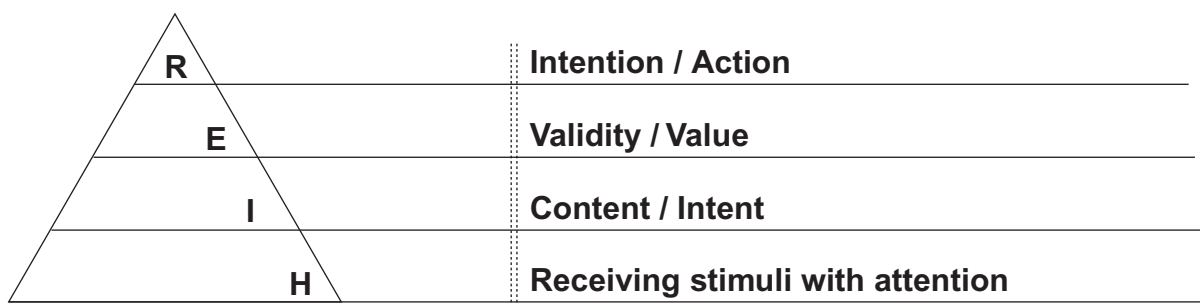 R Intention / Action
E Validity / Value
I Content / Intent
H Receiving stimuli with attention